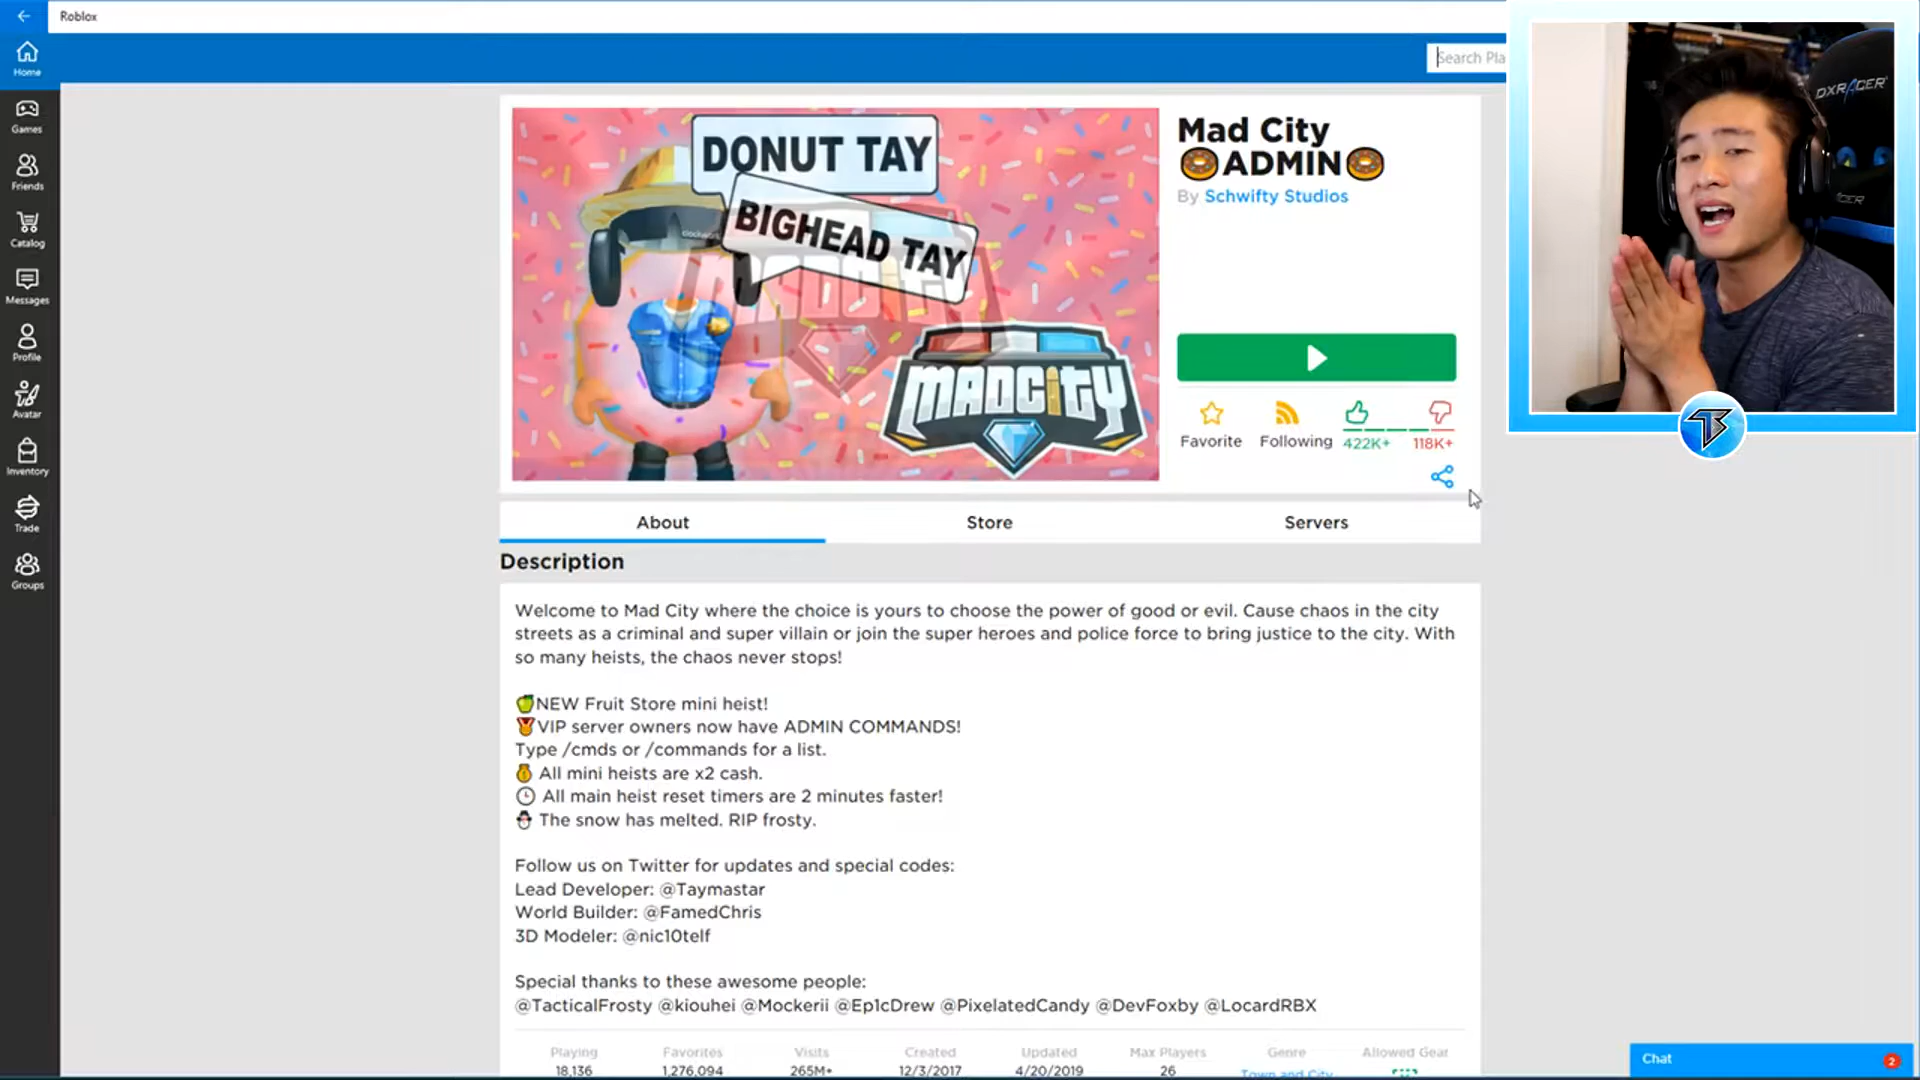 Roblox
Home
Search Pla
Games
Friends
Catalog
Messages
Profile
Avatar
Inventory
Trade
Groups
DONUT TAY
BIGHEAD TAY
clockwork
MADCITY
MADCITY
Mad City
ADMIN
By Schwifty Studios
Favorite
Following
422K+
118K+
DXRACER
About
Store
Servers
Description
Welcome to Mad City where the choice is yours to choose the power of good or evil. Cause chaos in the city
streets as a criminal and super villain or join the super heroes and police force to bring justice to the city. With
so many heists, the chaos never stops!
NEW Fruit Store mini heist!
VIP server owners now have ADMIN COMMANDS!
Type /cmds or /commands for a list.
All mini heists are x2 cash.
All main heist reset timers are 2 minutes faster!
The snow has melted. RIP frosty.
Follow us on Twitter for updates and special codes:
Lead Developer: @Taymastar
World Builder: @FamedChris
3D Modeler: @nic10telf
Special thanks to these awesome people:
@TacticalFrosty @kiouhei @Mockerii @Ep1cDrew @PixelatedCandy @DevFoxby @LocardRBX
Playing Favorites Visits Created Updated Max Players Genre Allowed Gear
18,136 1,276,094 265M+ 12/3/2017 4/20/2019 26 Town and City
Chat
2